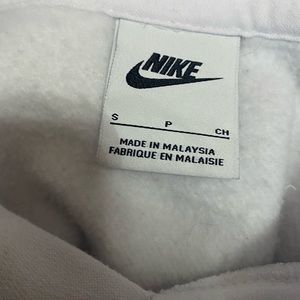 NIKE
S P CH
MADE IN MALAYSIA
FABRIQUE EN MALAISIE